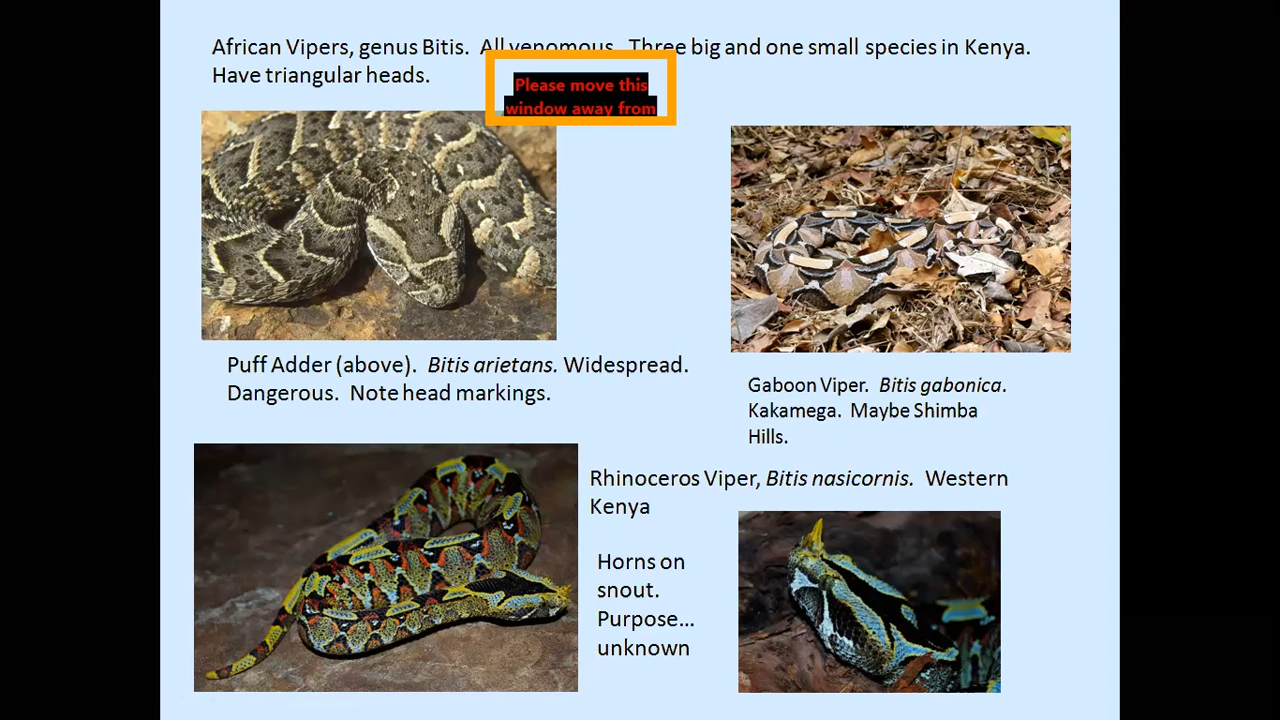 African Vipers, genus Bitis.  All venomous.  Three big and one small species in Kenya.
Have triangular heads.
Please move this
window away from
Puff Adder (above).  Bitis arietans. Widespread.
Dangerous.  Note head markings.
Gaboon Viper.  Bitis gabonica.
Kakamega.  Maybe Shimba
Hills.
Rhinoceros Viper, Bitis nasicornis.  Western
Kenya
Horns on
snout.
Purpose…
unknown